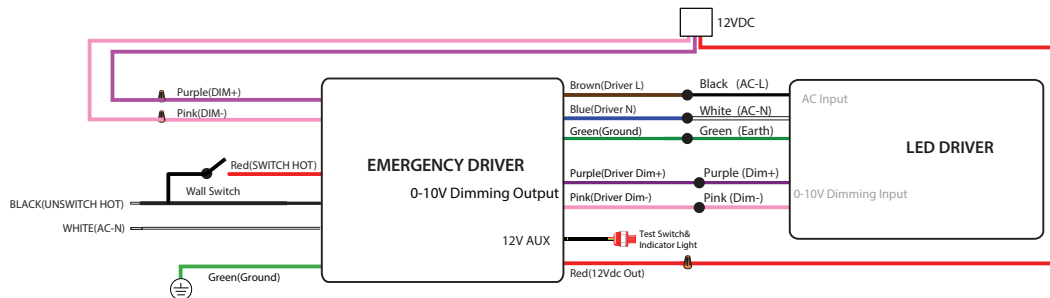 12VDC
Purple(DIM+)
Pink(DIM-)
Red(SWITCH HOT)
Wall Switch
BLACK(UNSWITCH HOT)
WHITE(AC-N)
Green(Ground)
EMERGENCY DRIVER
0-10V Dimming Output
12V AUX
Brown(Driver L)
Blue(Driver N)
Green(Ground)
Purple(Driver Dim+)
Pink(Driver Dim-)
Test Switch&
Indicator Light
Red(12Vdc Out)
Black (AC-L)
White (AC-N)
Green (Earth)
Purple (Dim+)
Pink (Dim-)
AC Input
LED DRIVER
0-10V Dimming Input